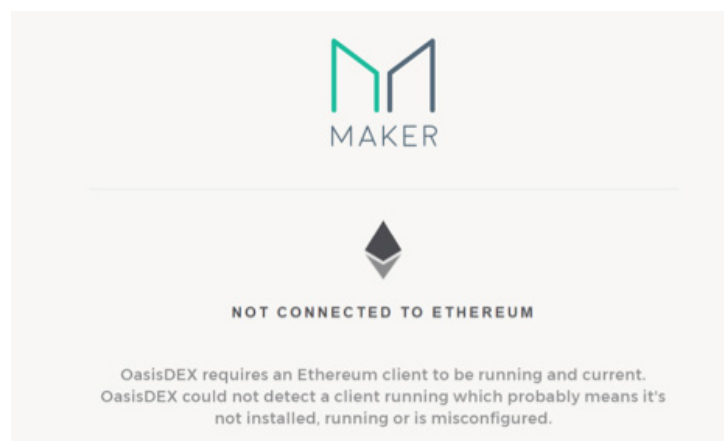 MAKER
NOT CONNECTED TO ETHEREUM
OasisDEX requires an Ethereum client to be running and current.
OasisDEX could not detect a client running which probably means it's
not installed, running or is misconfigured.